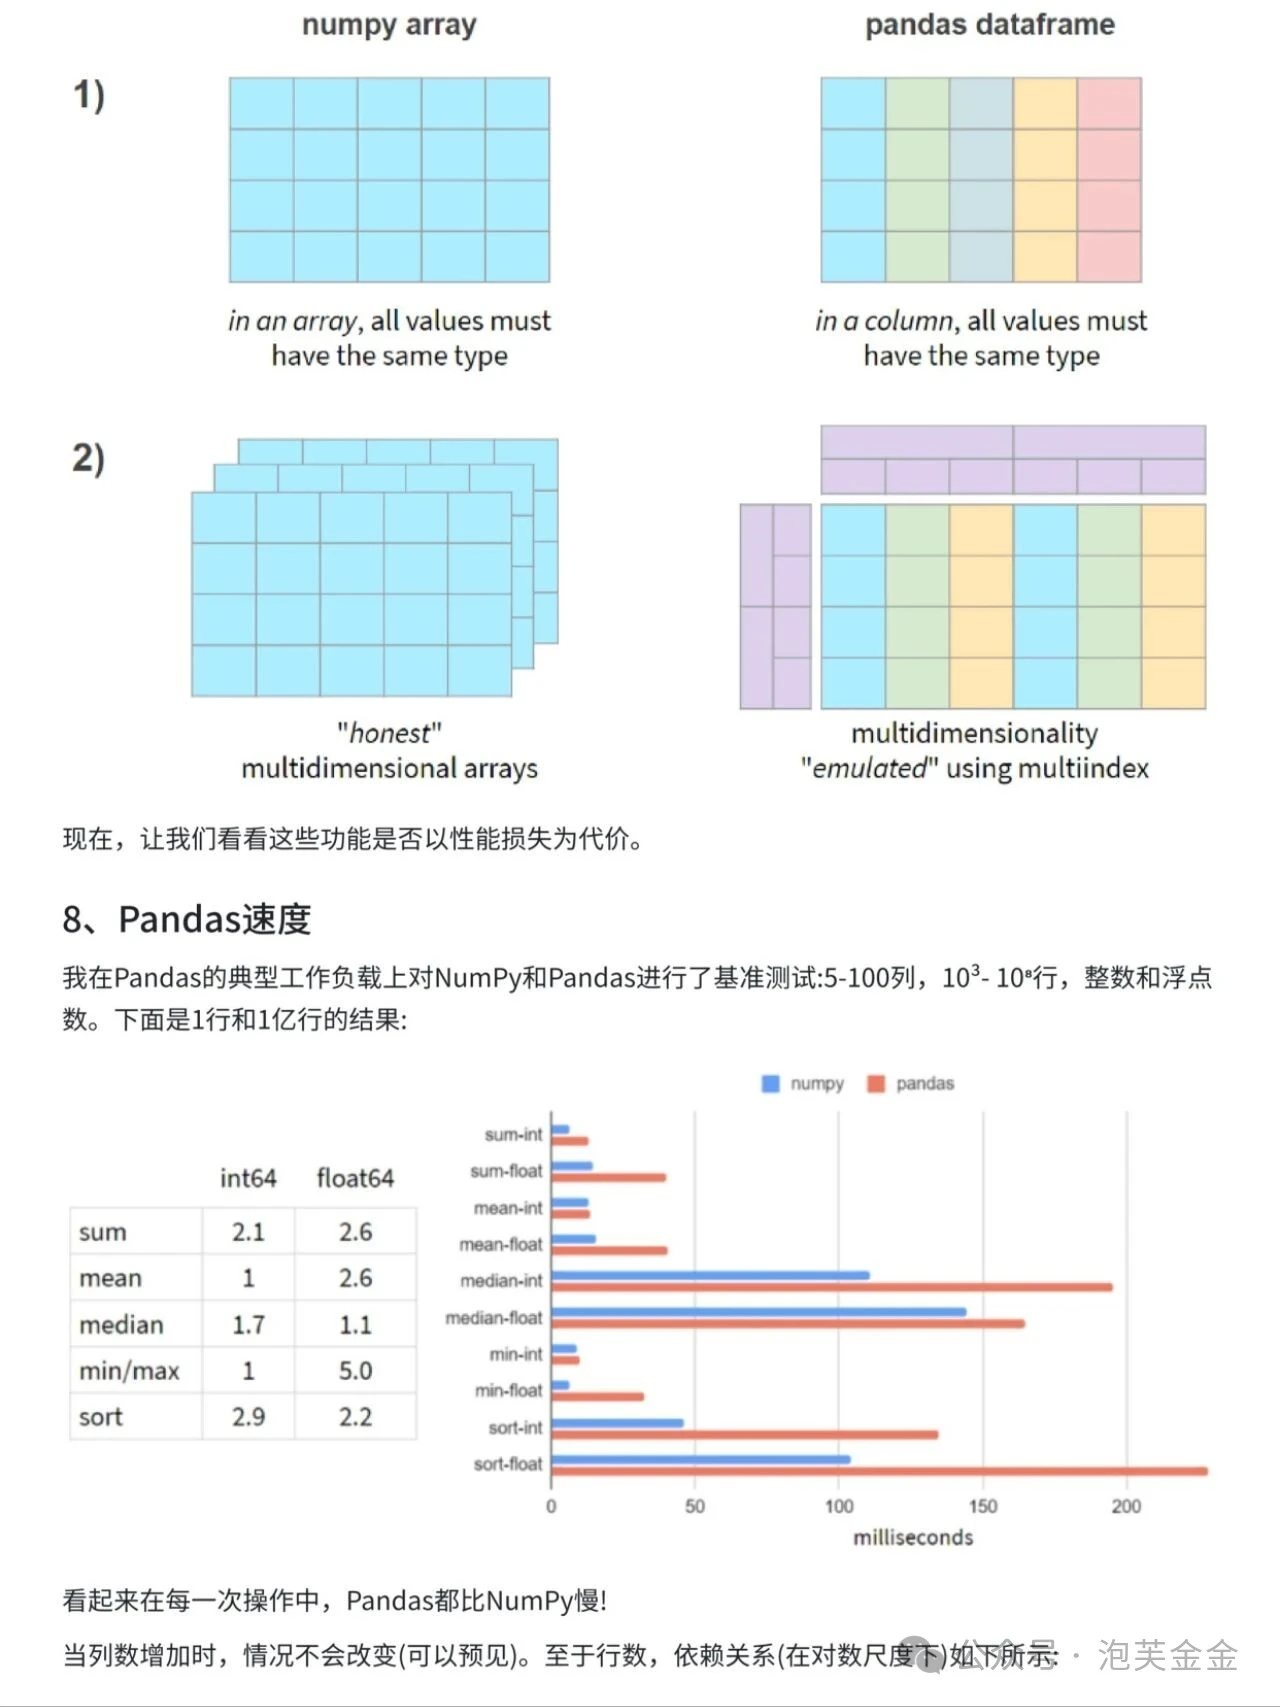 numpy array
pandas dataframe
1)
in an array, all values must
have the same type
in a column, all values must
have the same type
2)
"honest"
multidimensional arrays
multidimensionality
"emulated" using multiindex
现在，让我们看看这些功能是否以性能损失为代价。
8、Pandas速度
我在Pandas的典型工作负载上对NumPy和Pandas进行了基准测试:5-100列，10³- 10⁸行，整数和浮点
数。下面是1行和1亿行的结果:
int64 float64
sum 2.1 2.6
mean 1 2.6
median 1.7 1.1
min/max 1 5.0
sort 2.9 2.2
numpy pandas
sum-int
sum-float
mean-int
mean-float
median-int
median-float
min-int
min-float
sort-int
sort-float
0 50 100 150 200
milliseconds
看起来在每一次操作中，Pandas都比NumPy慢!
当列数增加时，情况不会改变(可以预见)。至于行数，依赖关系(在对数尺度下)如下所示:
公众号 · 泡芙金金